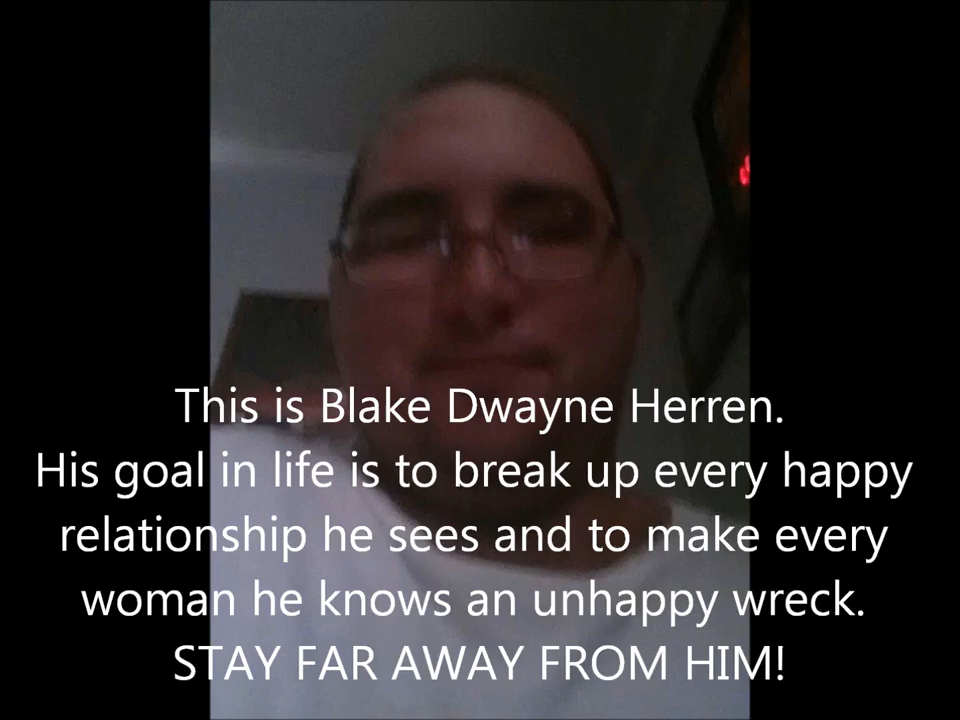 This is Blake Dwayne Herren.
His goal in life is to break up every happy
relationship he sees and to make every
woman he knows an unhappy wreck.
STAY FAR AWAY FROM HIM!